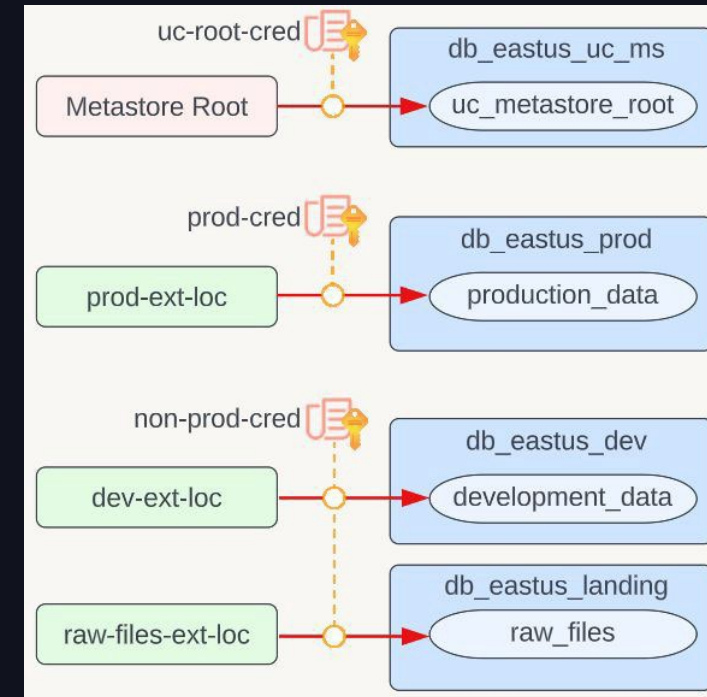 uc-root-cred
db_eastus_uc_ms
Metastore Root
uc_metastore_root
prod-cred
db_eastus_prod
prod-ext-loc
production_data
non-prod-cred
db_eastus_dev
dev-ext-loc
development_data
db_eastus_landing
raw-files-ext-loc
raw_files